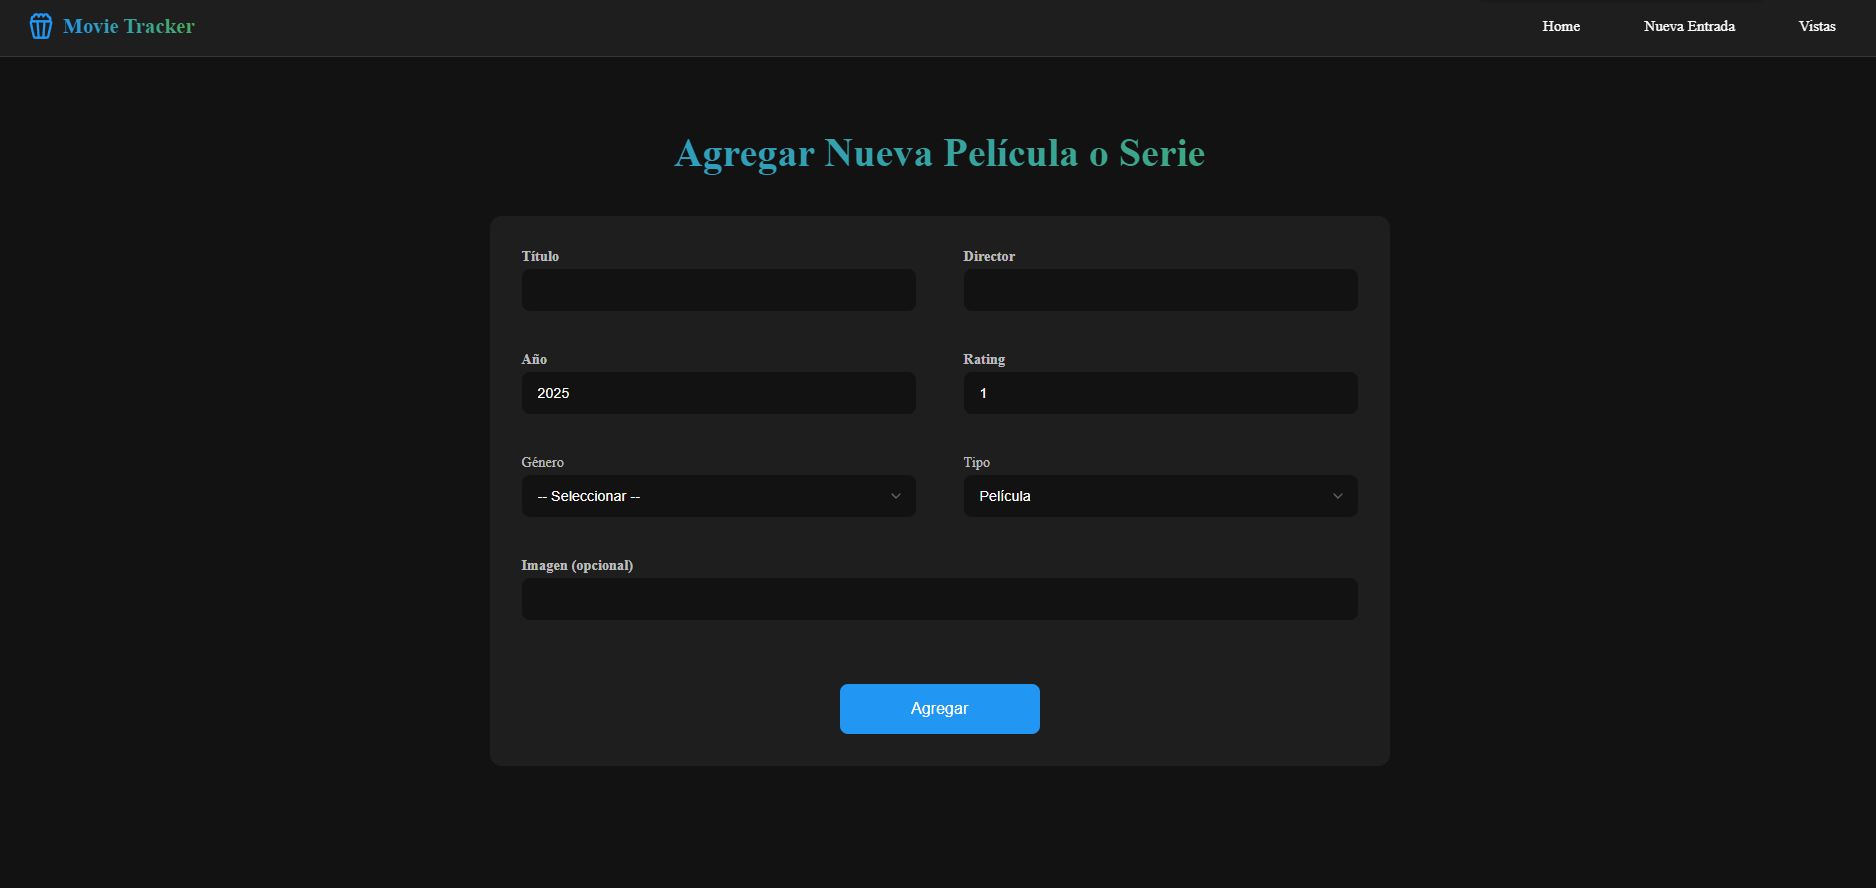 Movie Tracker
Home
Nueva Entrada
Vistas
Agregar Nueva Película o Serie
Título
Director
Año
Rating
2025
1
Género
Tipo
-- Seleccionar --
Película
Imagen (opcional)
Agregar